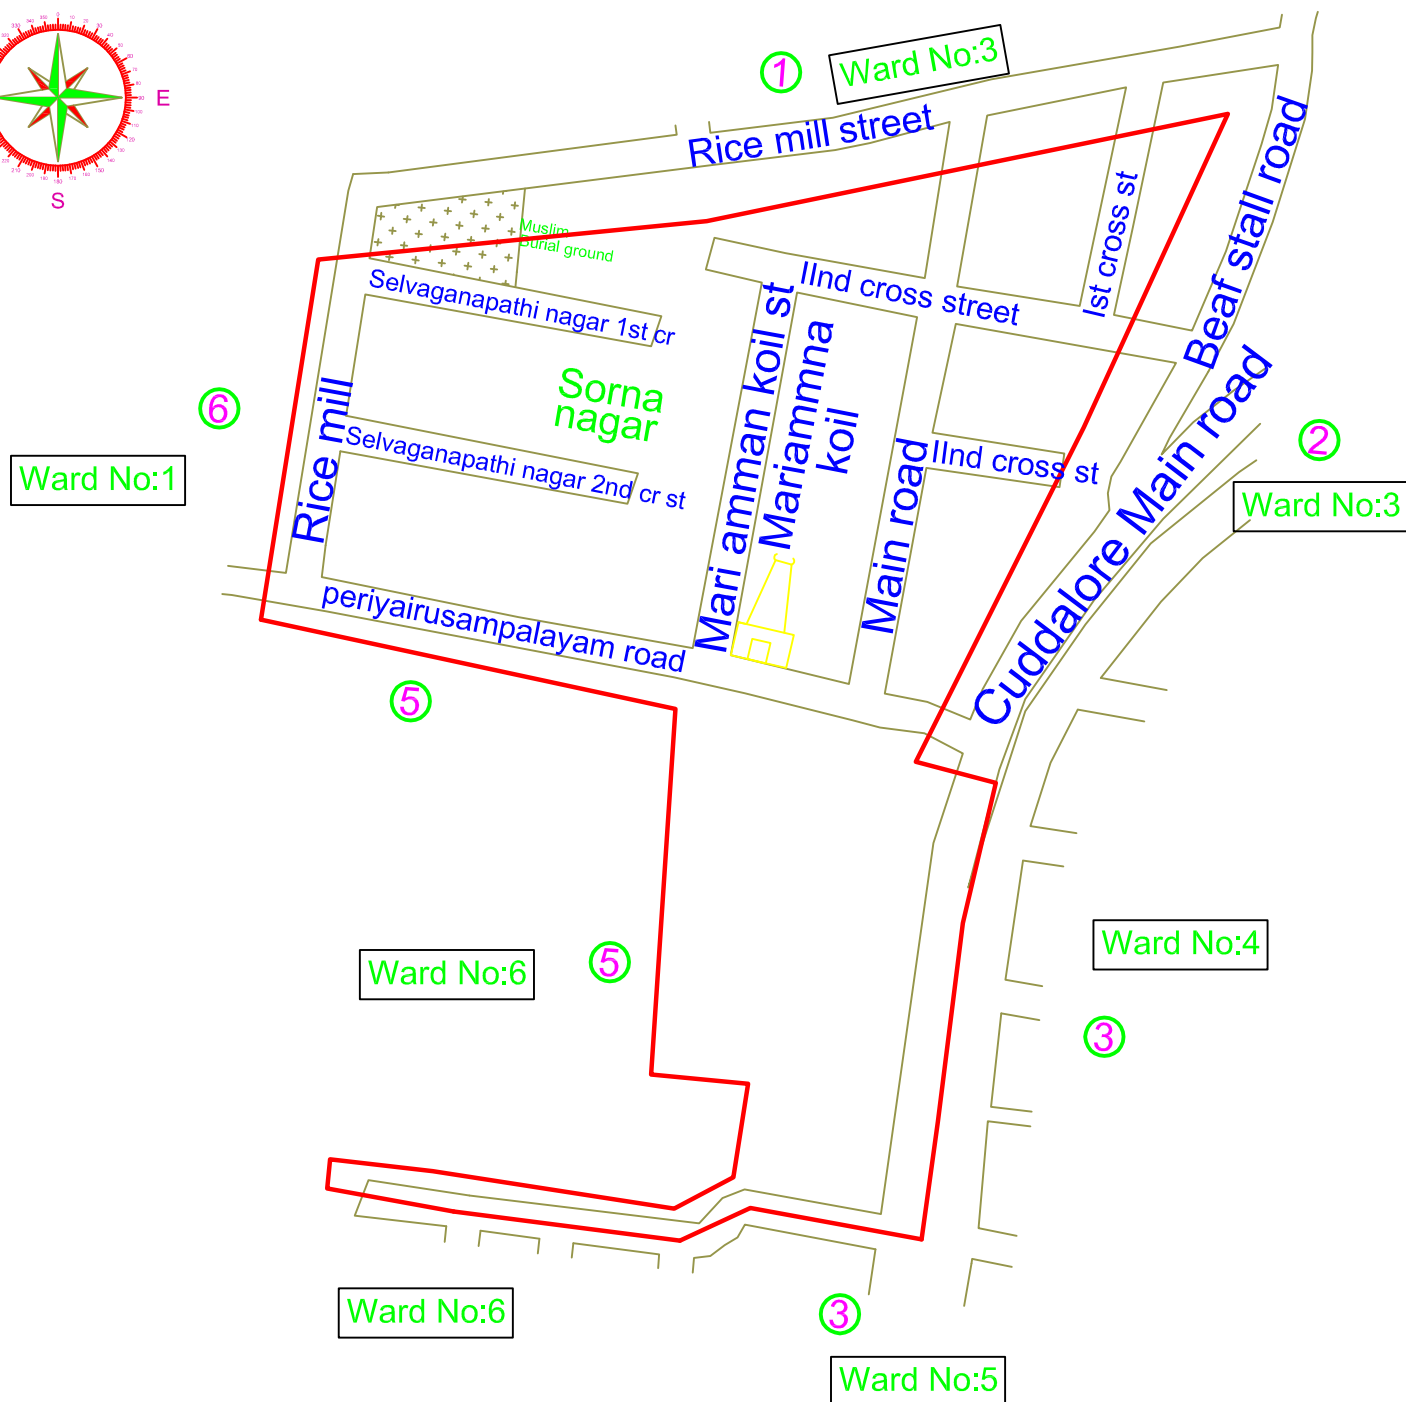 E
S
1
Ward No:3
Rice mill street
Muslim
Burial ground
Selvaganapathi nagar 1st cr
IInd cross street
Ist cross st
Beaf stall road
Sorna
nagar
Mari amman koil st
Mariammna
koil
6
2
Rice mill
Selvaganapathi nagar 2nd cr st
Main road
IInd cross st
Cuddalore Main road
Ward No:1
Ward No:3
periyairusampalayam road
5
Ward No:6
5
Ward No:4
3
Ward No:6
3
Ward No:5